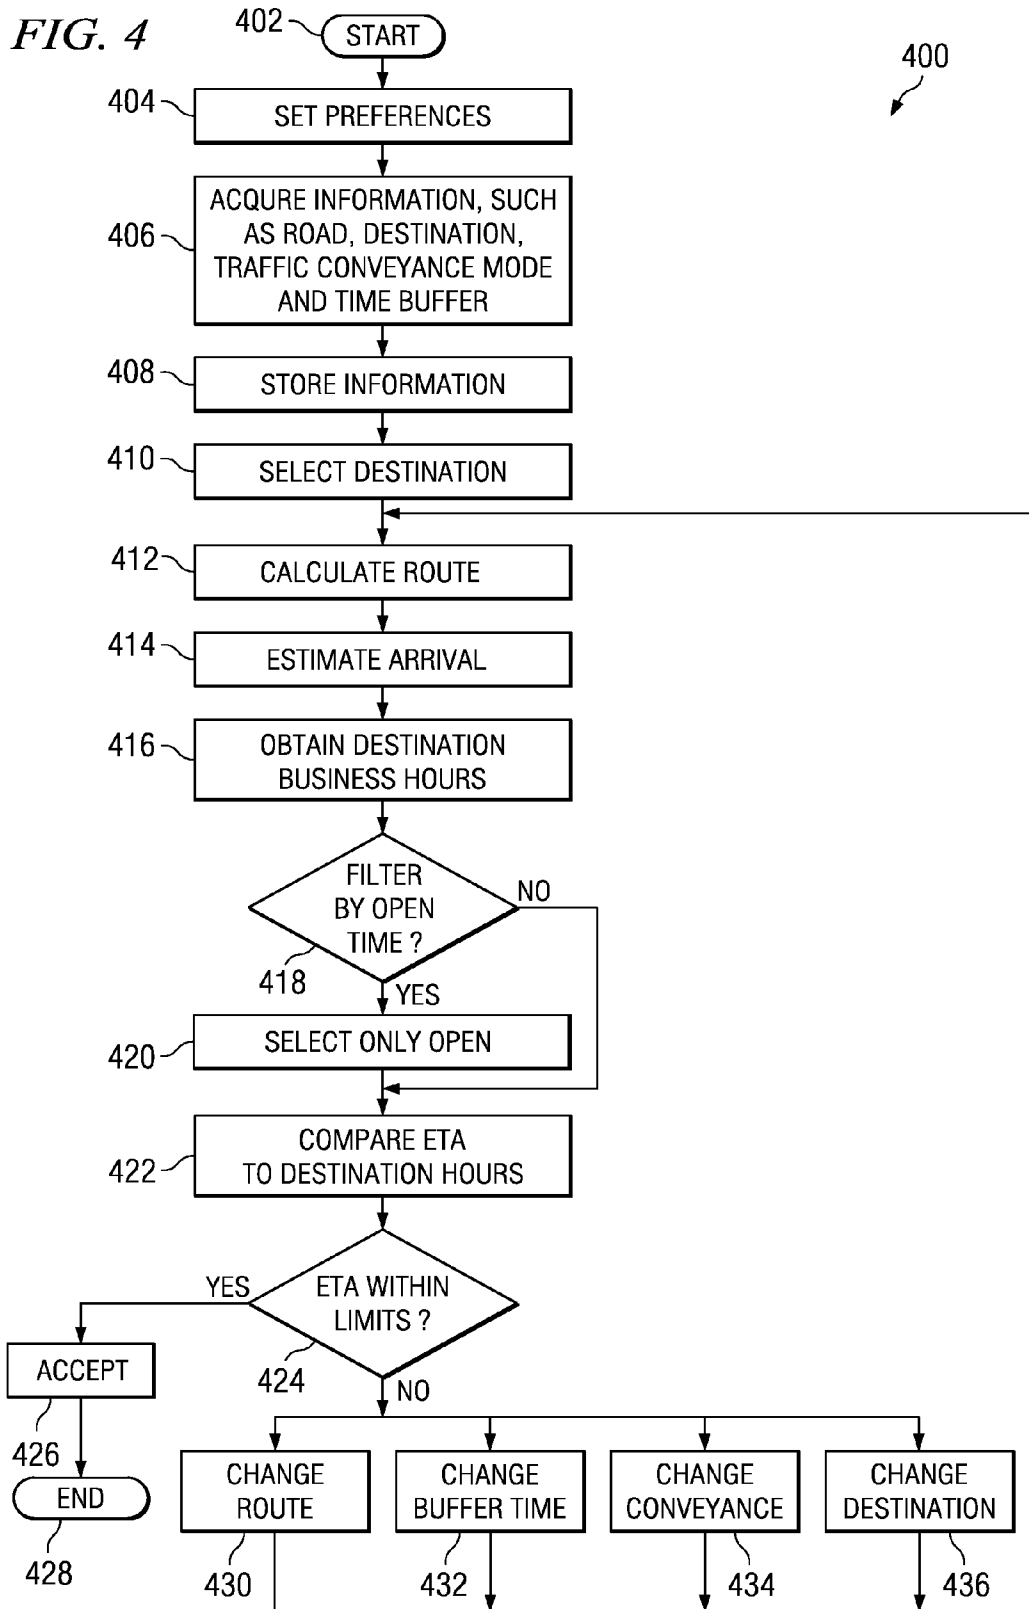 FIG. 4
402
START
400
404
SET PREFERENCES
406
ACQURE INFORMATION, SUCH
AS ROAD, DESTINATION,
TRAFFIC CONVEYANCE MODE
AND TIME BUFFER
408
STORE INFORMATION
410
SELECT DESTINATION
412
CALCULATE ROUTE
414
ESTIMATE ARRIVAL
416
OBTAIN DESTINATION
BUSINESS HOURS
FILTER
BY OPEN
TIME ?
NO
418
YES
420
SELECT ONLY OPEN
422
COMPARE ETA
TO DESTINATION HOURS
YES
ETA WITHIN
LIMITS ?
424
NO
ACCEPT
426
END
428
CHANGE
ROUTE
430
CHANGE
BUFFER TIME
432
CHANGE
CONVEYANCE
434
CHANGE
DESTINATION
436